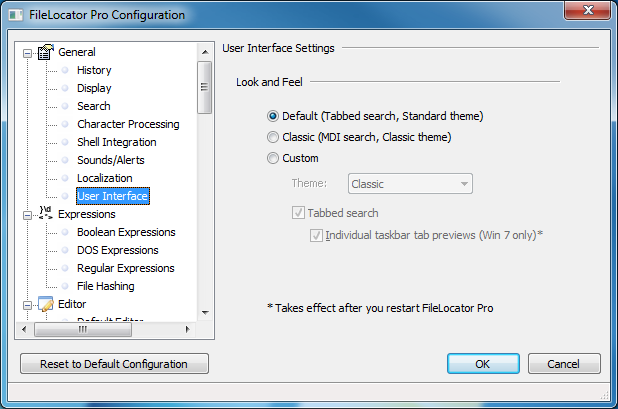 FileLocator Pro Configuration
General
History
Display
Search
Character Processing
Shell Integration
Sounds/Alerts
Localization
User Interface
Expressions
Boolean Expressions
DOS Expressions
Regular Expressions
File Hashing
Editor
Default Editor
User Interface Settings
Look and Feel
Default (Tabbed search, Standard theme)
Classic (MDI search, Classic theme)
Custom
Theme: Classic
Tabbed search
Individual taskbar tab previews (Win 7 only)*
* Takes effect after you restart FileLocator Pro
Reset to Default Configuration
OK
Cancel